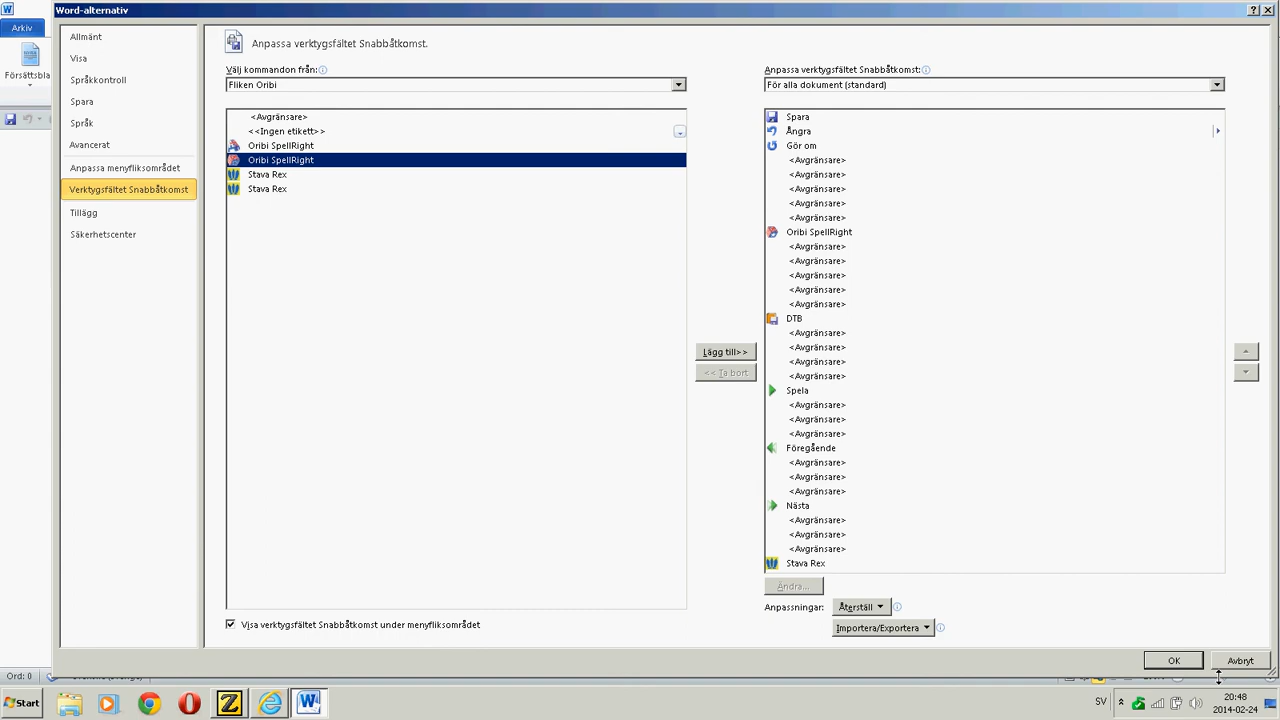 Word-alternativ
Arkiv
Försättsbla
Allmänt
Visa
Språkkontroll
Spara
Språk
Avancerat
Anpassa menyfliksområdet
Verktygsfältet Snabbåtkomst
Tillägg
Säkerhetscenter
Anpassa verktygsfältet Snabbåtkomst.
Välj kommandon från:
Fliken Oribi
<Avgränsare>
<<Ingen etikett>>
Oribi SpellRight
Oribi SpellRight
Stava Rex
Stava Rex
Lägg till>>
<< Ta bort
Anpassa verktygsfältet Snabbåtkomst:
För alla dokument (standard)
Spara
Ångra
Gör om
<Avgränsare>
<Avgränsare>
<Avgränsare>
<Avgränsare>
<Avgränsare>
Oribi SpellRight
<Avgränsare>
<Avgränsare>
<Avgränsare>
<Avgränsare>
<Avgränsare>
DTB
<Avgränsare>
<Avgränsare>
<Avgränsare>
<Avgränsare>
Spela
<Avgränsare>
<Avgränsare>
<Avgränsare>
Föregående
<Avgränsare>
<Avgränsare>
<Avgränsare>
Nästa
<Avgränsare>
<Avgränsare>
<Avgränsare>
Stava Rex
Ändra...
Anpassningar:
Återställ
Importera/Exportera
Visa verktygsfältet Snabbåtkomst under menyfliksområdet
OK
Avbryt
Ord: 0
Start
SV
20:48
2014-02-24